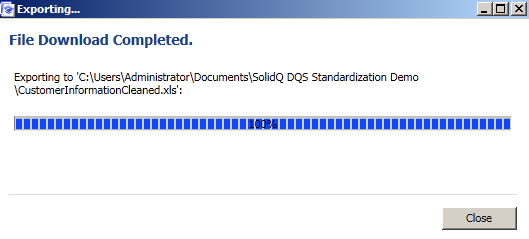 Exporting...
File Download Completed.
Exporting to 'C:\Users\Administrator\Documents\SolidQ DQS Standardization Demo
\CustomerInformationCleaned.xls':
100%
Close